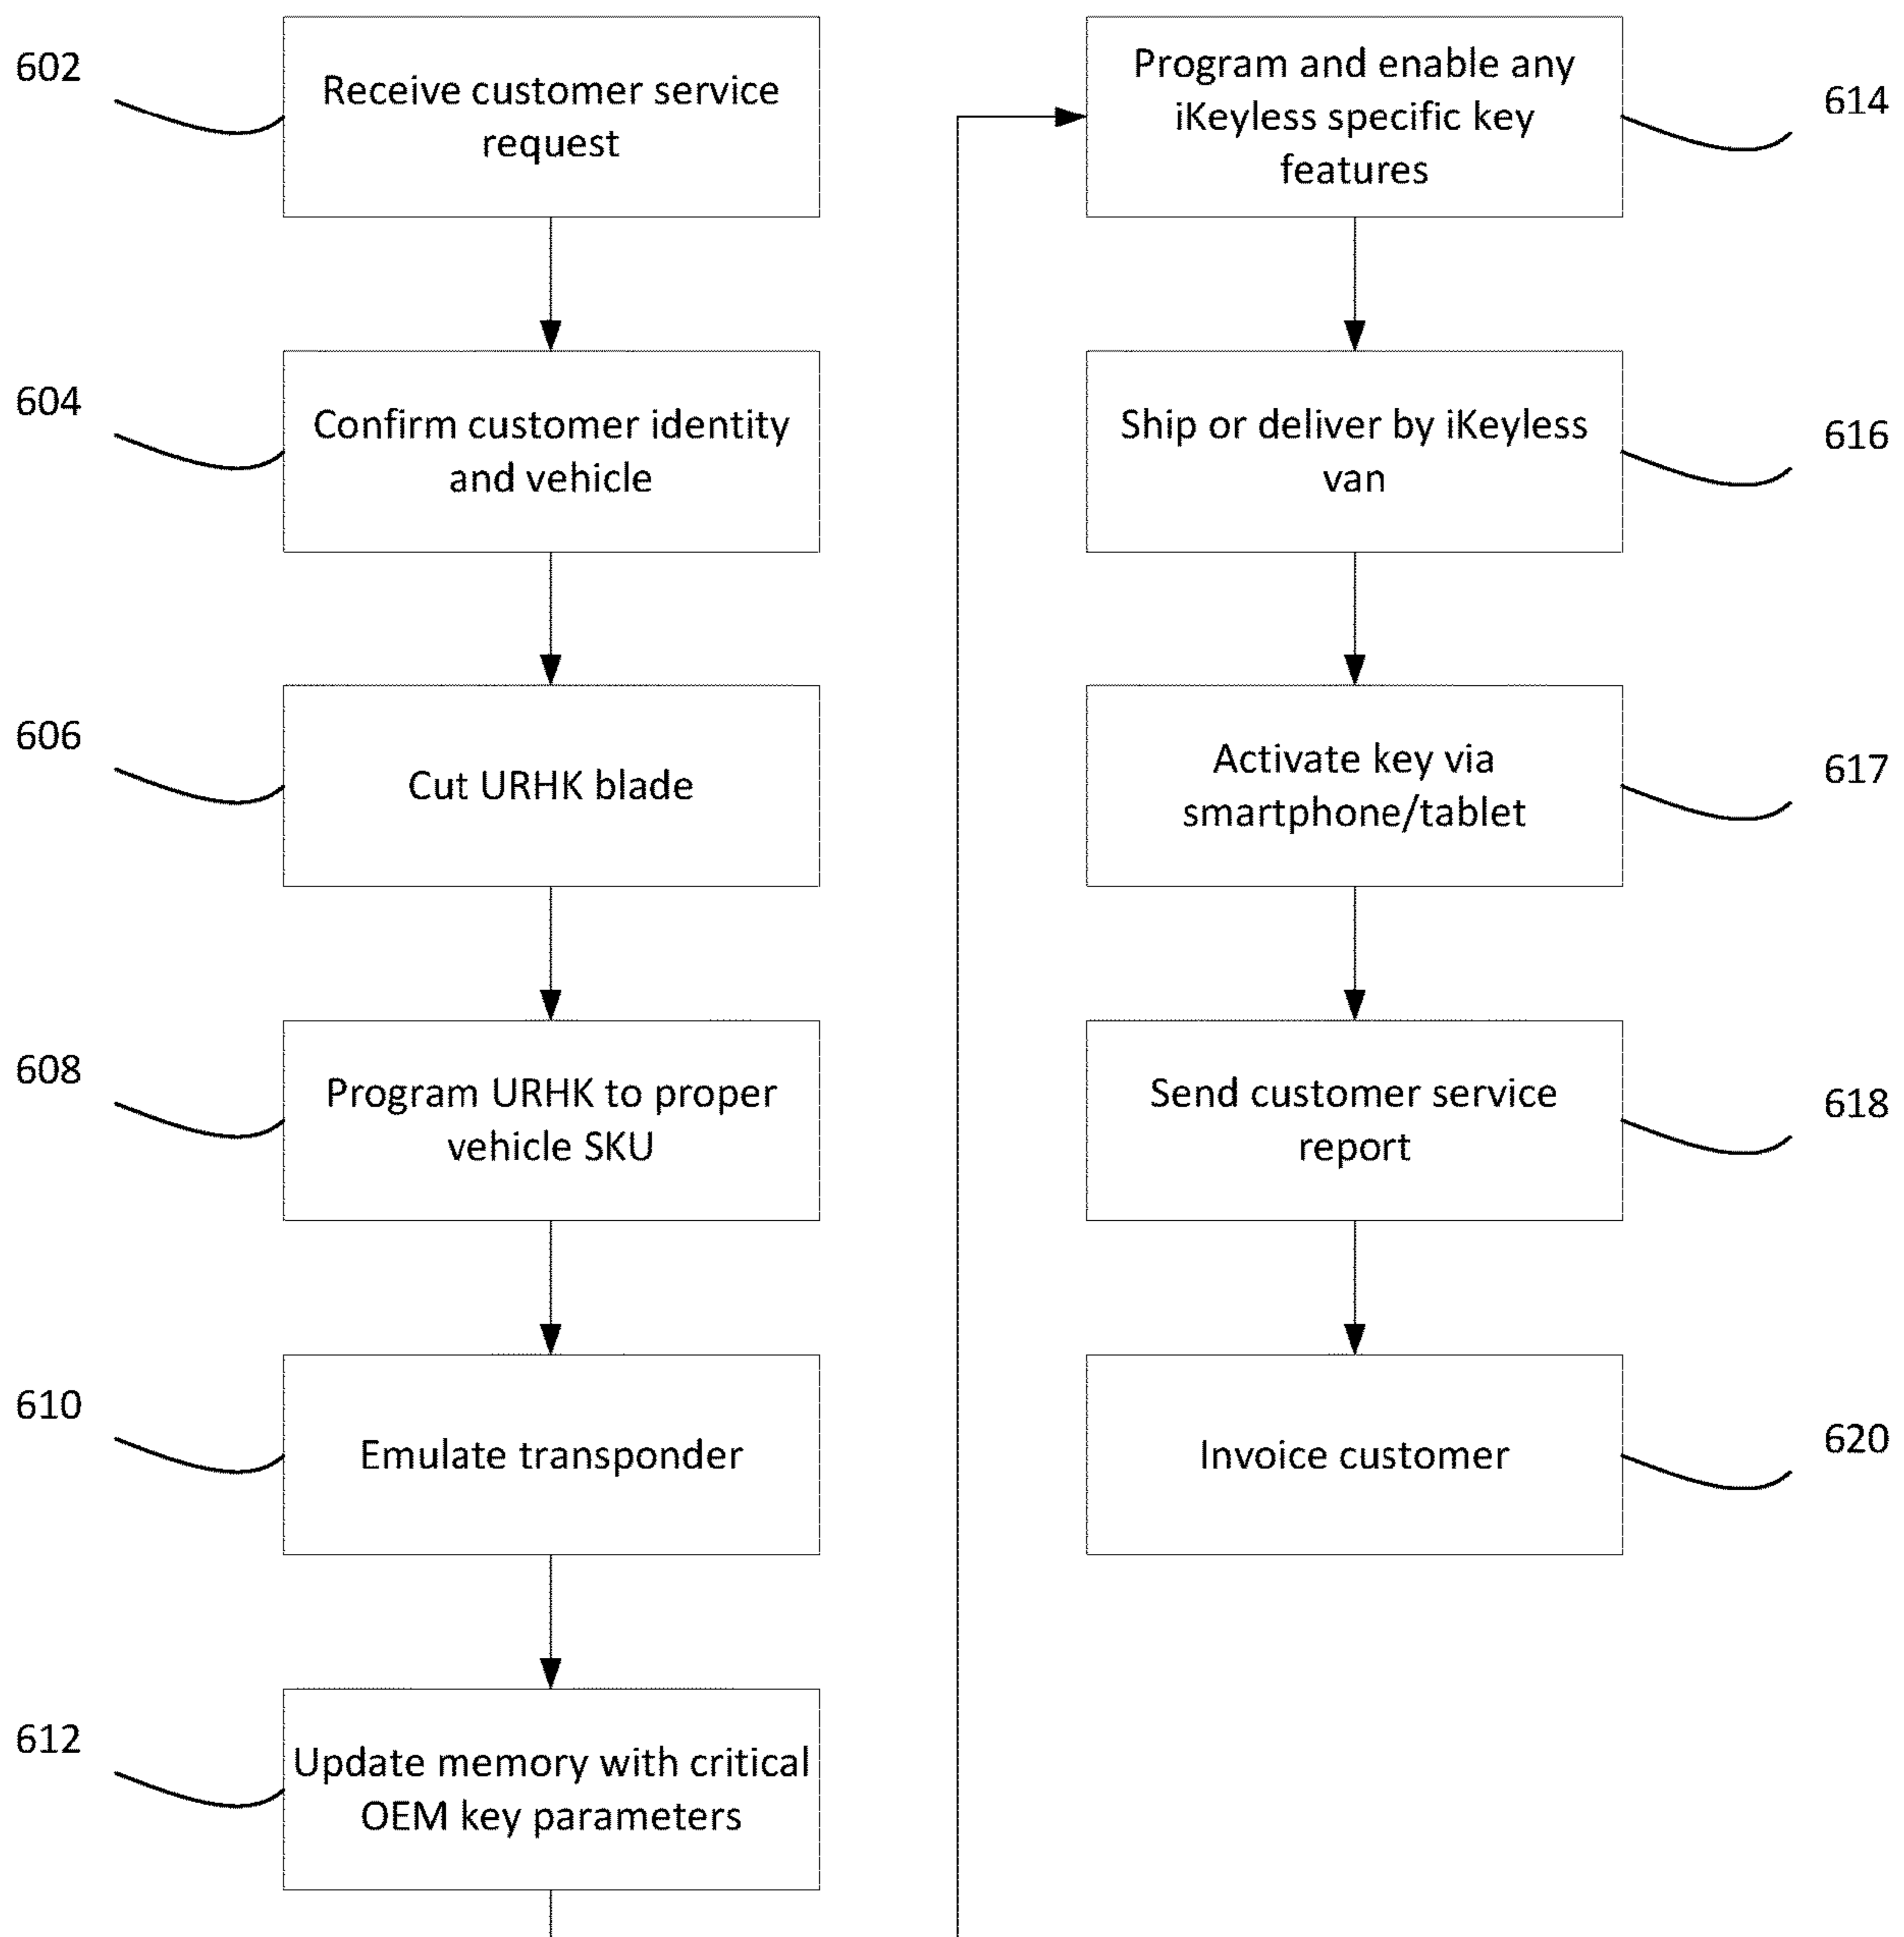 602
Receive customer service
request
604
Confirm customer identity
and vehicle
606
Cut URHK blade
608
Program URHK to proper
vehicle SKU
610
Emulate transponder
612
Update memory with critical
OEM key parameters
Program and enable any
iKeyless specific key
features
614
Ship or deliver by iKeyless
van
616
Activate key via
smartphone/tablet
617
Send customer service
report
618
Invoice customer
620